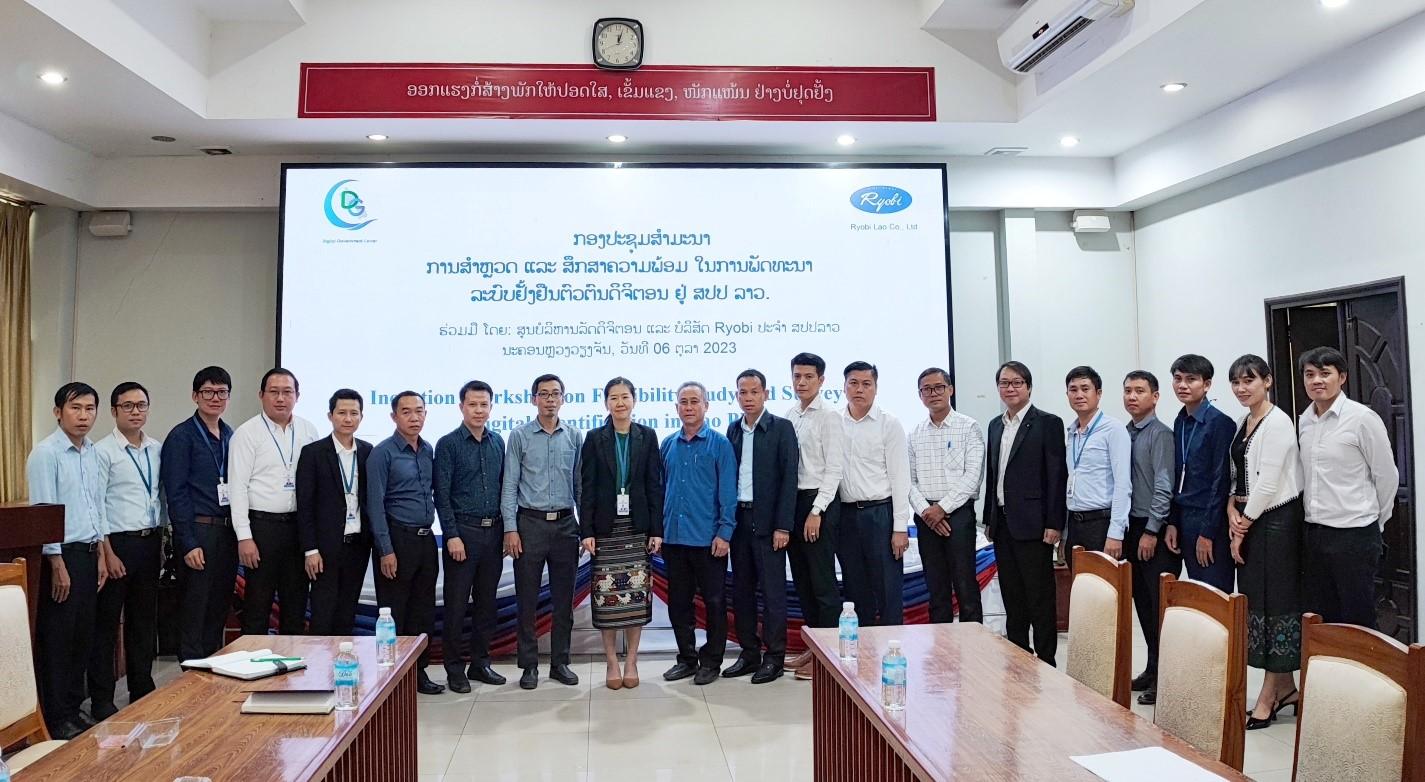 ອອກແຮງກໍ່ສ້າງພັກໃຫ້ປອດໃສ, ເຂັ້ມແຂງ, ໜັກແໜ້ນ ຢ່າງບໍ່ຢຸດຢັ້ງ
DG
Digital Government Center
Ryobi
Ryobi Lao Co., Ltd
ກອງປະຊຸມສຳມະນາ
ການສຳຫຼວດ ແລະ ສຶກສາຄວາມພ້ອມ ໃນການພັດທະນາ
ລະບົບຢັ້ງຢືນຕົວຕົນດິຈິຕອນ ຢູ່ ສປປ ລາວ.
ຮ່ວມມື ໂດຍ: ສູນບໍລິຫານລັດດິຈິຕອນ ແລະ ບໍລິສັດ Ryobi ປະຈຳ ສປປລາວ
ນະຄອນຫຼວງວຽງຈັນ, ວັນທີ 06 ຕຸລາ 2023
on
in